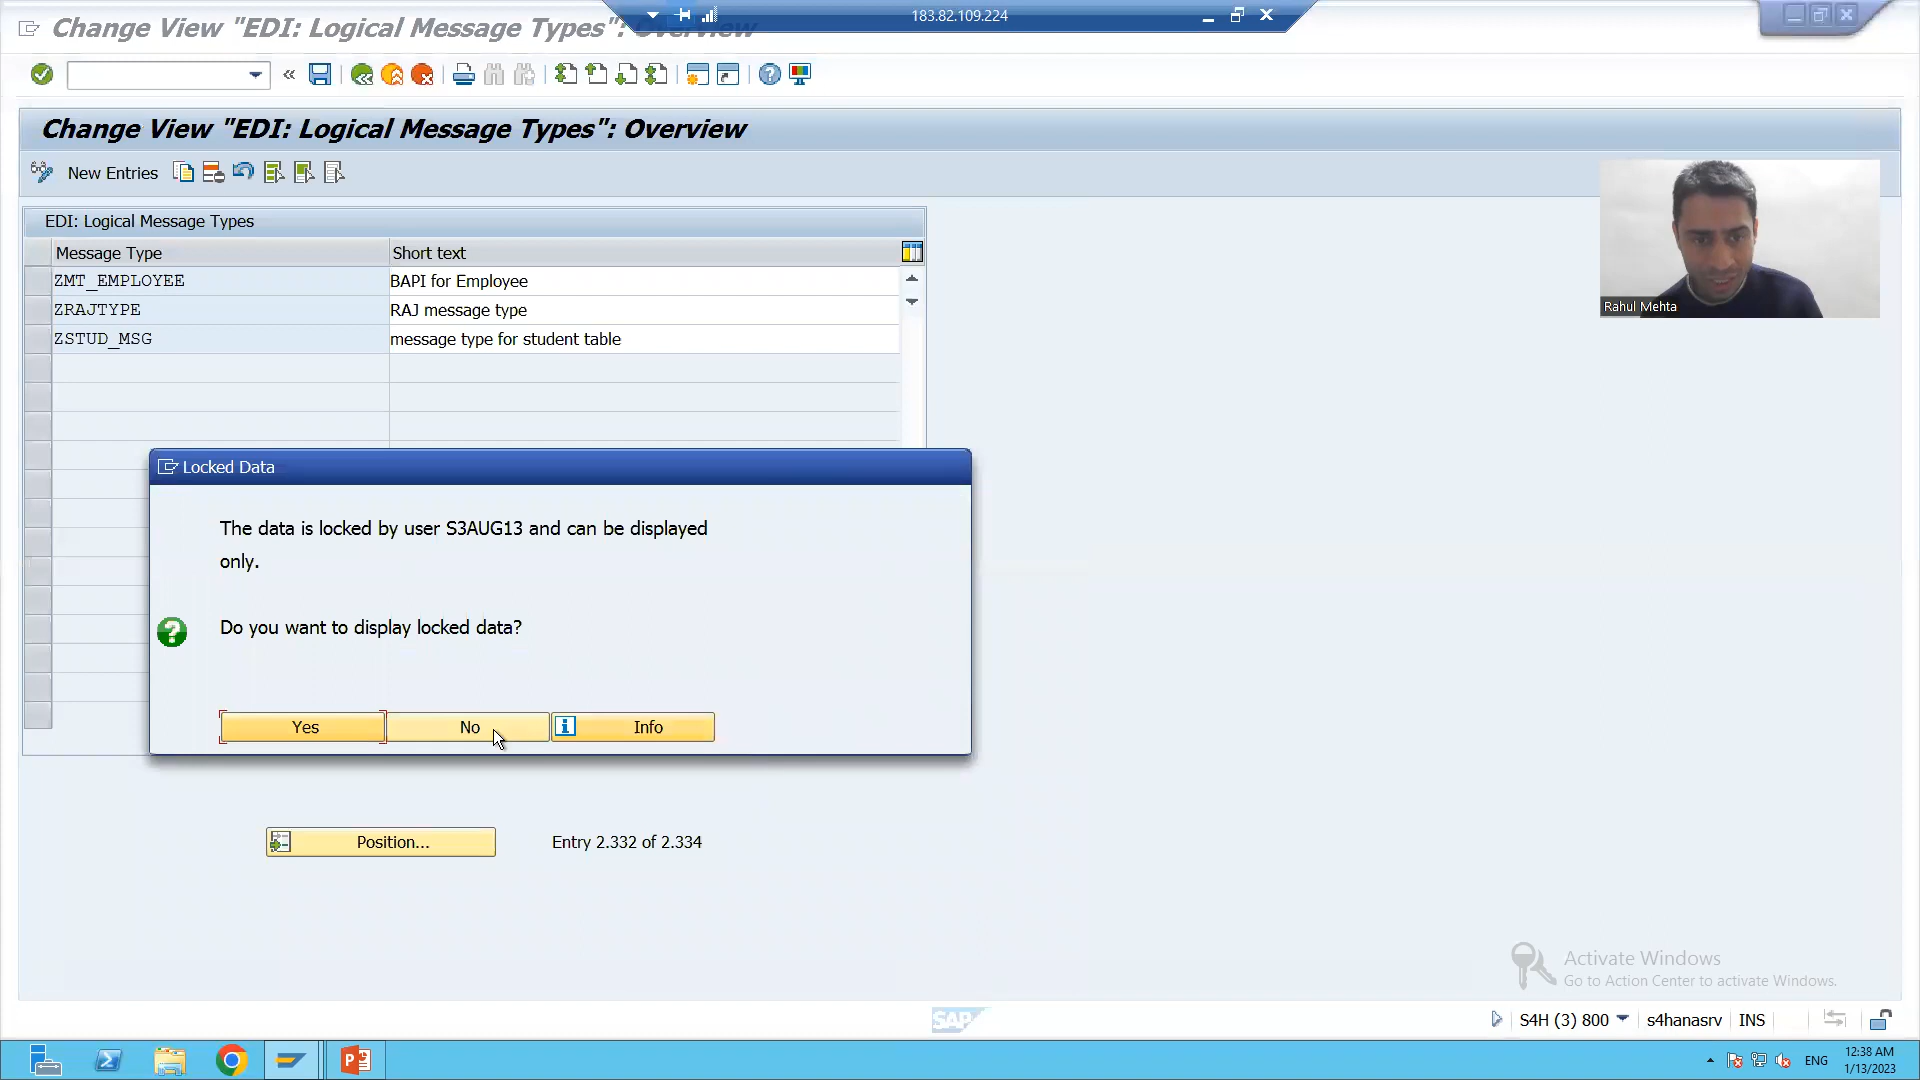 Change View "EDI: Logical Message Types": Overview
183.82.109.224
Change View "EDI: Logical Message Types": Overview
New Entries
Rahul Mehta
EDI: Logical Message Types
Message Type Short text
ZMT_EMPLOYEE BAPI for Employee
ZRAJTYPE RAJ message type
ZSTUD_MSG message type for student table
Locked Data
The data is locked by user S3AUG13 and can be displayed
only.
Do you want to display locked data?
Yes No Info
Position... Entry 2.332 of 2.334
Activate Windows
Go to Action Center to activate Windows.
SAP
S4H (3) 800 s4hanasrv INS
ENG 12:38 AM
1/13/2023